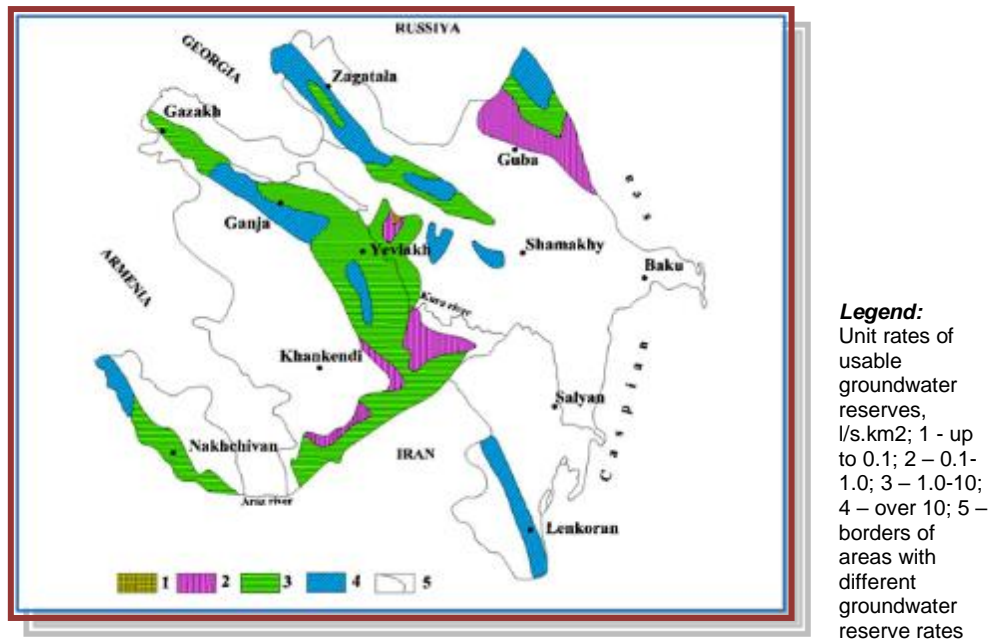 RUSSIYA
GEORGIA
Zagatala
Gazakh
Guba
sea
Ganja
Yevlakh
Shamakhy
Baku
ARMENIA
Kura river
Khankendi
Caspian
Salyan
Nakhchivan
IRAN
Araz river
Lenkoran
1 2 3 4 5
Legend:
Unit rates of
usable
groundwater
reserves,
l/s.km2; 1 - up
to 0.1; 2 – 0.1-
1.0; 3 – 1.0-10;
4 – over 10; 5 –
borders of
areas with
different
groundwater
reserve rates